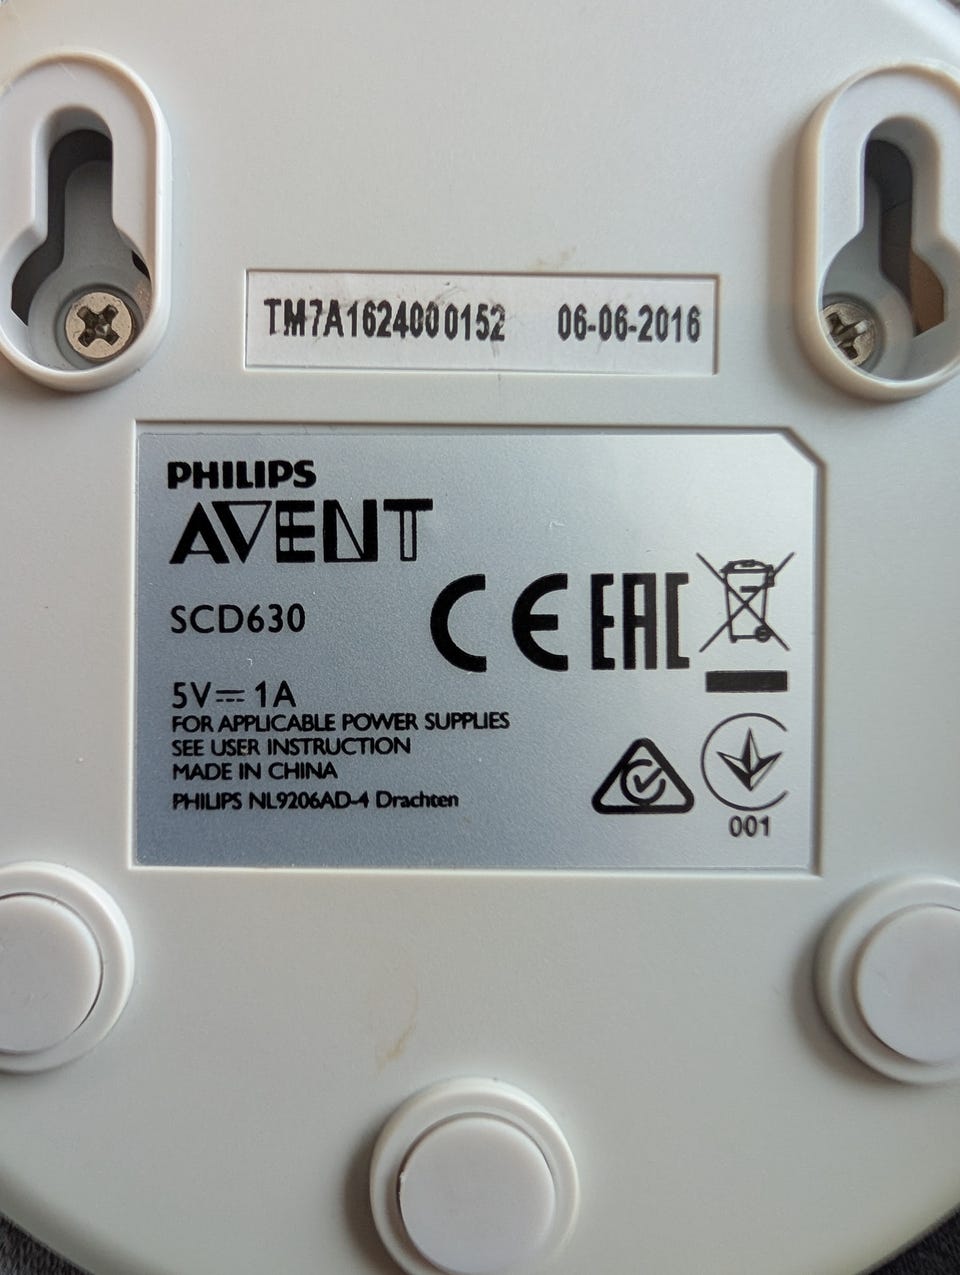 TM7A1624000152 06-06-2016
PHILIPS
AVENT
SCD630
CE EAC
5V⎓1A
FOR APPLICABLE POWER SUPPLIES
SEE USER INSTRUCTION
MADE IN CHINA
PHILIPS NL9206AD-4 Drachten
001